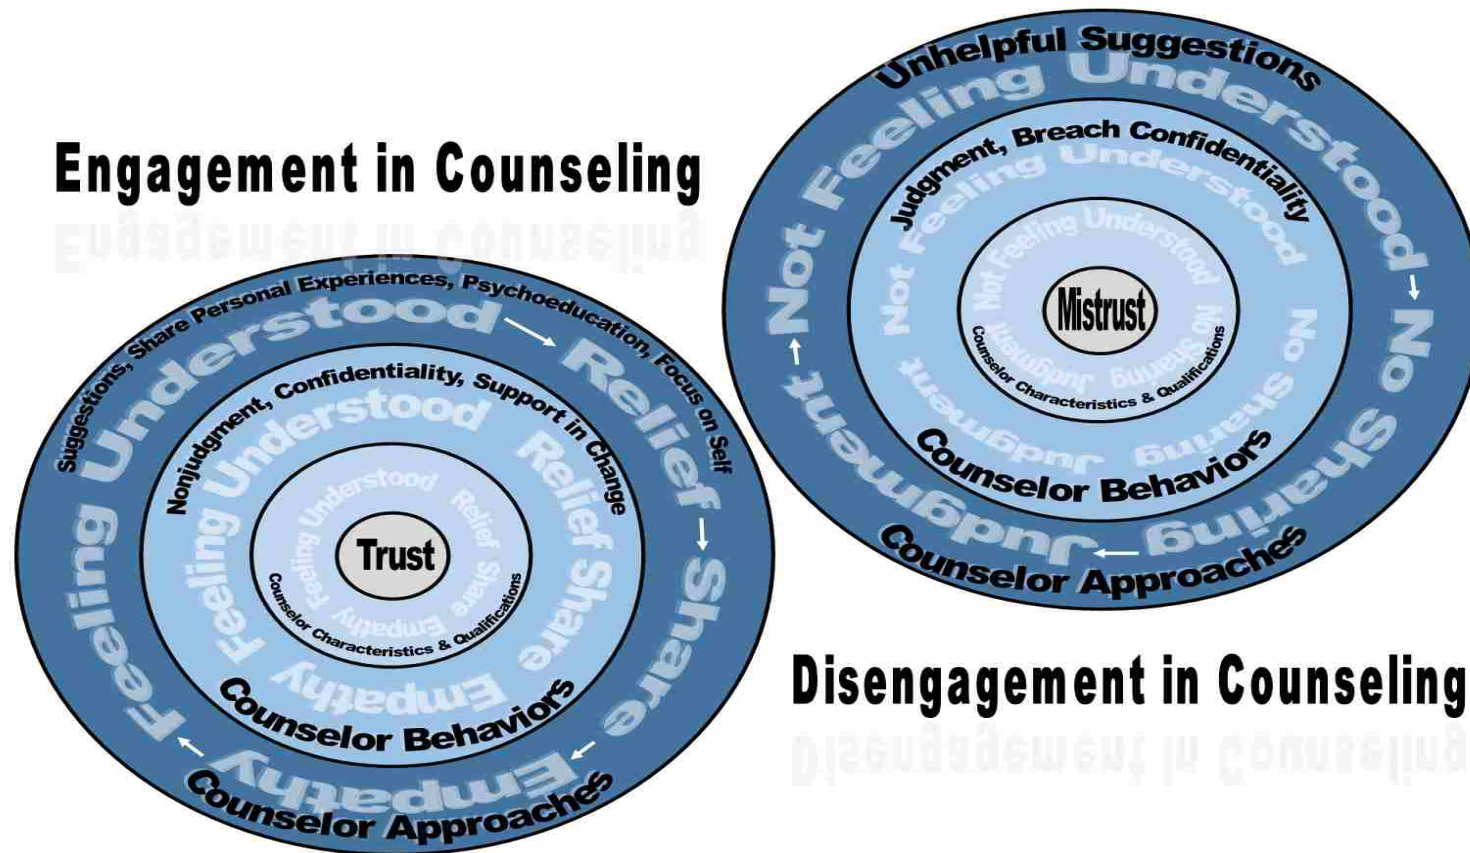 Engagement in Counseling
Suggestions, Share Personal Experiences, Psychoeducation, Focus on Self
Feeling Understood
Relief
Share
Empathy
Counselor Approaches
Nonjudgment, Confidentiality, Support in Change
Feeling Understood
Relief
Share
Empathy
Counselor Behaviors
Feeling Understood
Relief
Share
Empathy
Counselor Characteristics & Qualifications
Trust
Unhelpful Suggestions
Not Feeling Understood
No Sharing
Judgment
Counselor Approaches
Judgment, Breach Confidentiality
Not Feeling Understood
No Sharing
Judgment
Counselor Behaviors
Not Feeling Understood
No Sharing
Judgment
Counselor Characteristics & Qualifications
Mistrust
Disengagement in Counseling